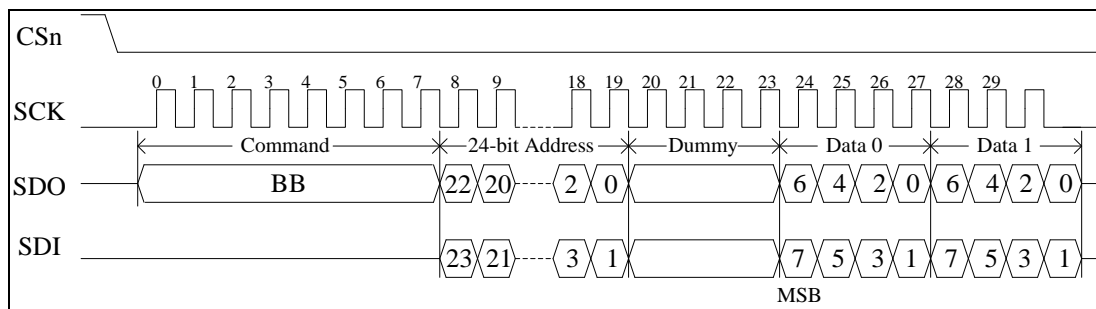 CSn
0 1 2 3 4 5 6 7 8 9 18 19 20 21 22 23 24 25 26 27 28 29
SCK
Command 24-bit Address Dummy Data 0 Data 1
SDO BB 22 20 2 0 6 4 2 0 6 4 2 0
SDI 23 21 3 1 7 5 3 1 7 5 3 1
MSB